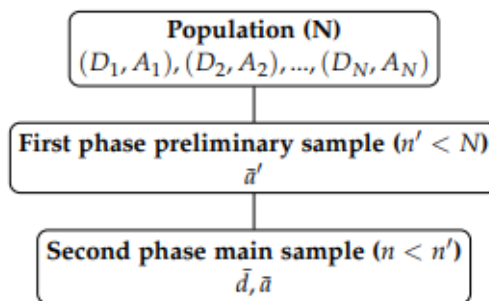 Population (N)
(D₁, A₁), (D₂, A₂), ..., (D_N, A_N)
First phase preliminary sample (n′ < N)
ā′
Second phase main sample (n < n′)
d̄, ā